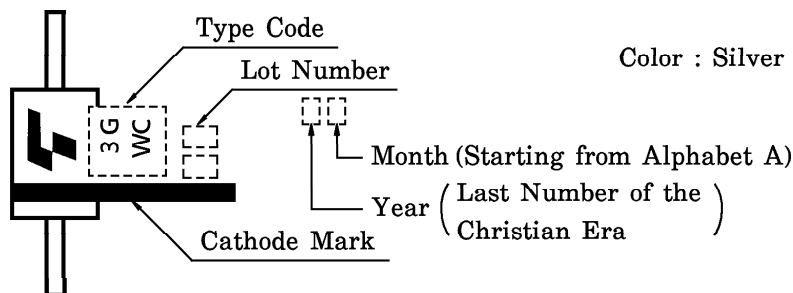 Type Code
Lot Number
Color : Silver
3 G
WC
Month (Starting from Alphabet A)
Year (Last Number of the
Christian Era)
Cathode Mark